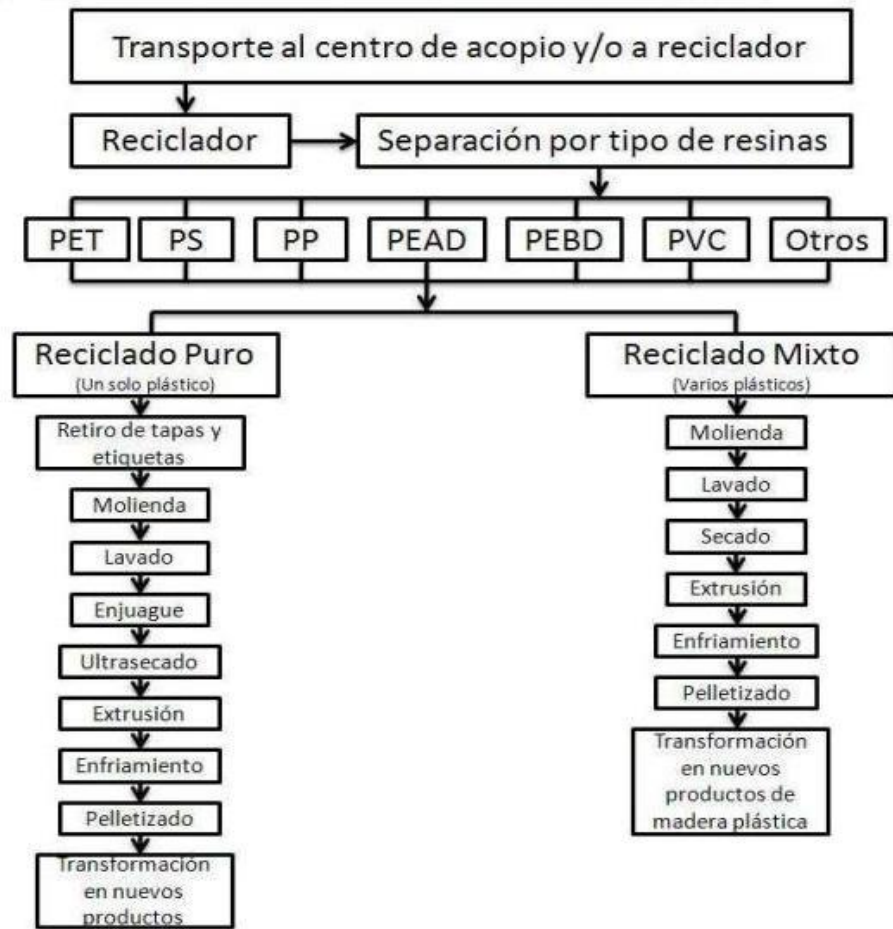 Transporte al centro de acopio y/o a reciclador
Reciclador
Separación por tipo de resinas
PET
PS
PP
PEAD
PEBD
PVC
Otros
Reciclado Puro
(Un solo plástico)
Retiro de tapas y
etiquetas
Molienda
Lavado
Enjuague
Ultrasecado
Extrusión
Enfriamiento
Pelletizado
Transformación
en nuevos
productos
Reciclado Mixto
(Varios plásticos)
Molienda
Lavado
Secado
Extrusión
Enfriamiento
Pelletizado
Transformación
en nuevos
productos de
madera plástica